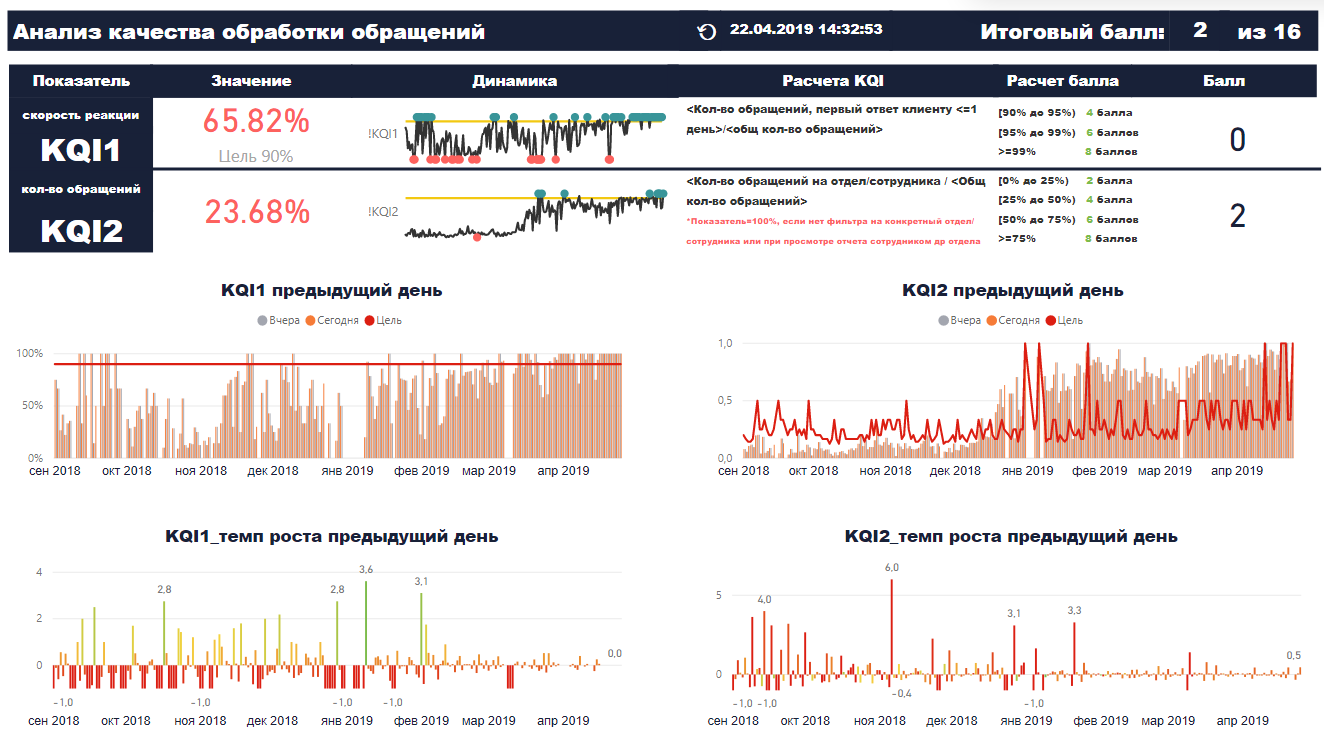 Анализ качества обработки обращений
22.04.2019 14:32:53
Итоговый балл: 2 из 16
Показатель Значение Динамика Расчета KQI Расчет балла Балл
скорость реакции
KQI1
65.82%
Цель 90%
!KQI1
<Кол-во обращений, первый ответ клиенту <=1
день>/<общ кол-во обращений>
[90% до 95%) 4 балла
[95% до 99%) 6 баллов
>=99% 8 баллов
0
кол-во обращений
KQI2
23.68%
!KQI2
<Кол-во обращений на отдел/сотрудника / <Общ
кол-во обращений>
*Показатель=100%, если нет фильтра на конкретный отдел/
сотрудника или при просмотре отчета сотрудником др отдела
[0% до 25%) 2 балла
[25% до 50%) 4 балла
[50% до 75%) 6 баллов
>=75% 8 баллов
2
KQI1 предыдущий день
Вчера Сегодня Цель
100%
50%
0%
сен 2018 окт 2018 ноя 2018 дек 2018 янв 2019 фев 2019 мар 2019 апр 2019
KQI2 предыдущий день
Вчера Сегодня Цель
1,0
0,5
0,0
сен 2018 окт 2018 ноя 2018 дек 2018 янв 2019 фев 2019 мар 2019 апр 2019
KQI1_темп роста предыдущий день
4
2
0
2,8 2,8 3,6 3,1 0,0
-1,0 -1,0 -1,0 -1,0
сен 2018 окт 2018 ноя 2018 дек 2018 янв 2019 фев 2019 мар 2019 апр 2019
KQI2_темп роста предыдущий день
5
0
4,0 6,0 3,1 3,3 0,5
-1,0 -1,0 -0,4 -1,0
сен 2018 окт 2018 ноя 2018 дек 2018 янв 2019 фев 2019 мар 2019 апр 2019